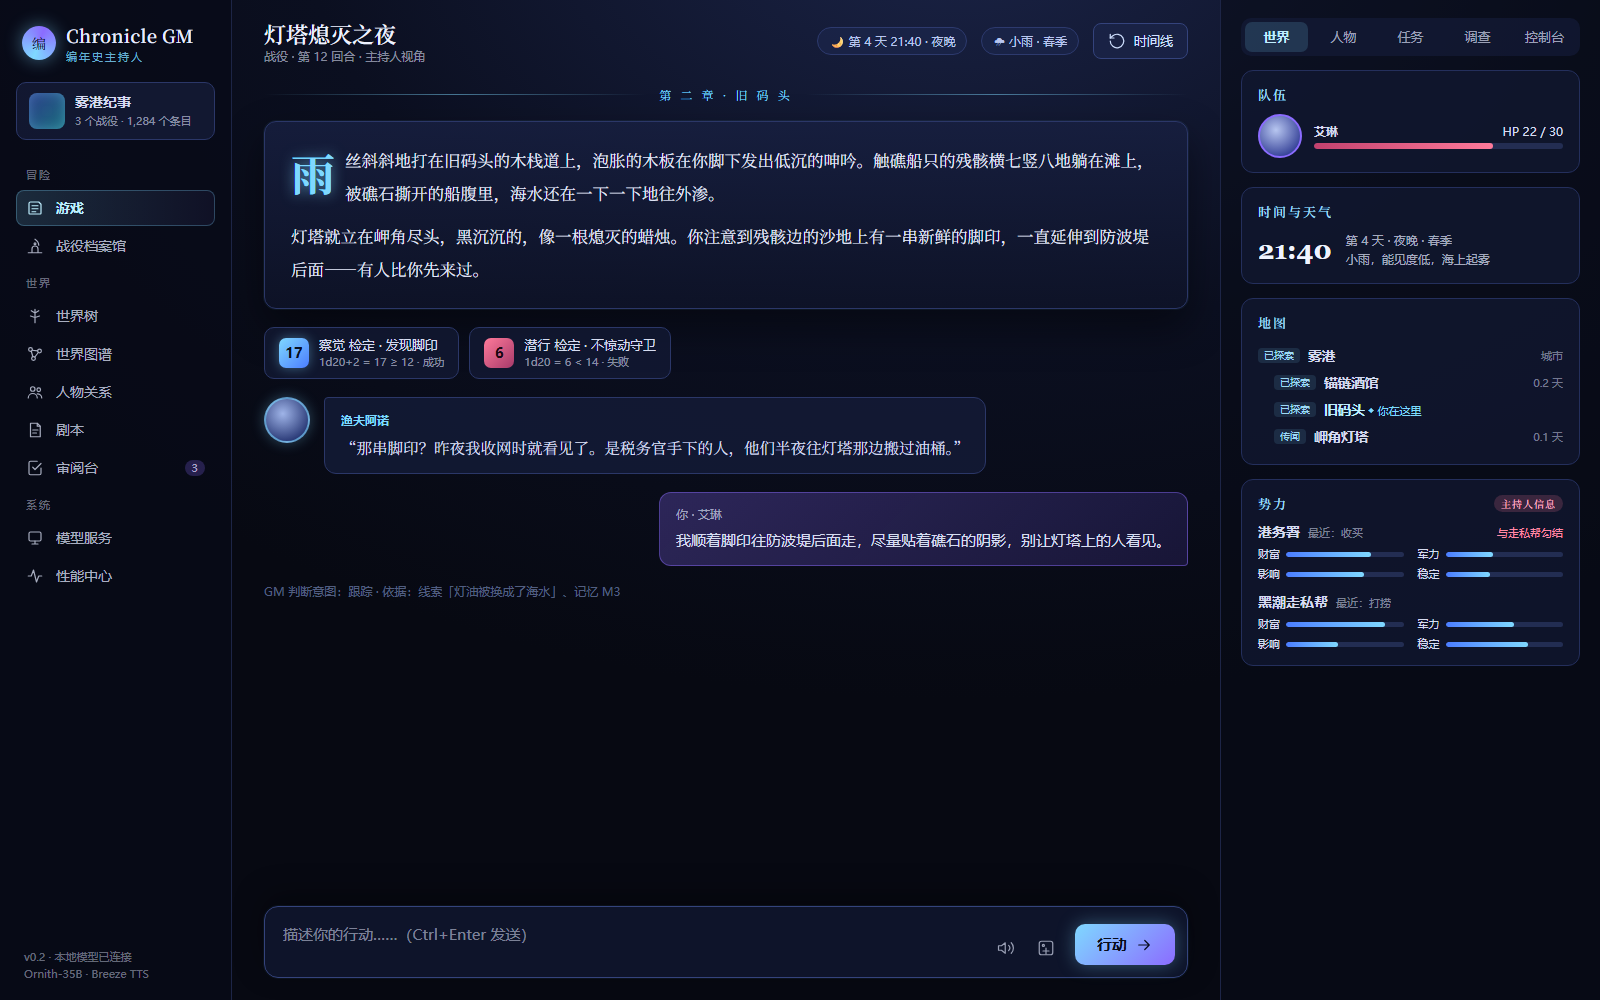 编
Chronicle GM
编年史主持人
雾港纪事
3 个战役 · 1,284 个条目
冒险
游戏
战役档案馆
世界
世界树
世界图谱
人物关系
剧本
审阅台
3
系统
模型服务
性能中心
v0.2 · 本地模型已连接
Ornith-35B · Breeze TTS
灯塔熄灭之夜
战役 · 第 12 回合 · 主持人视角
🌙 第 4 天 21:40 · 夜晚
🌧 小雨 · 春季
时间线
第二章 · 旧码头
雨
丝斜斜地打在旧码头的木栈道上，泡胀的木板在你脚下发出低沉的呻吟。触礁船只的残骸横七竖八地躺在滩上，
被礁石撕开的船腹里，海水还在一下一下地往外渗。
灯塔就立在岬角尽头，黑沉沉的，像一根熄灭的蜡烛。你注意到残骸边的沙地上有一串新鲜的脚印，一直延伸到防波堤
后面——有人比你先来过。
17
察觉 检定 · 发现脚印
1d20+2 = 17 ≥ 12 · 成功
6
潜行 检定 · 不惊动守卫
1d20 = 6 < 14 · 失败
渔夫阿诺
“那串脚印？昨夜我收网时就看见了。是税务官手下的人，他们半夜往灯塔那边搬过油桶。”
你 · 艾琳
我顺着脚印往防波堤后面走，尽量贴着礁石的阴影，别让灯塔上的人看见。
GM 判断意图：跟踪 · 依据：线索「灯油被换成了海水」、记忆 M3
描述你的行动……（Ctrl+Enter 发送）
行动 →
世界
人物
任务
调查
控制台
队伍
艾琳
HP 22 / 30
时间与天气
21:40
第 4 天 · 夜晚 · 春季
小雨，能见度低，海上起雾
地图
已探索 雾港 城市
已探索 锚链酒馆 0.2 天
已探索 旧码头 ⬥ 你在这里
传闻 岬角灯塔 0.1 天
势力
主持人信息
港务署 最近：收买 与走私帮勾结
财富 军力
影响 稳定
黑潮走私帮 最近：打捞
财富 军力
影响 稳定